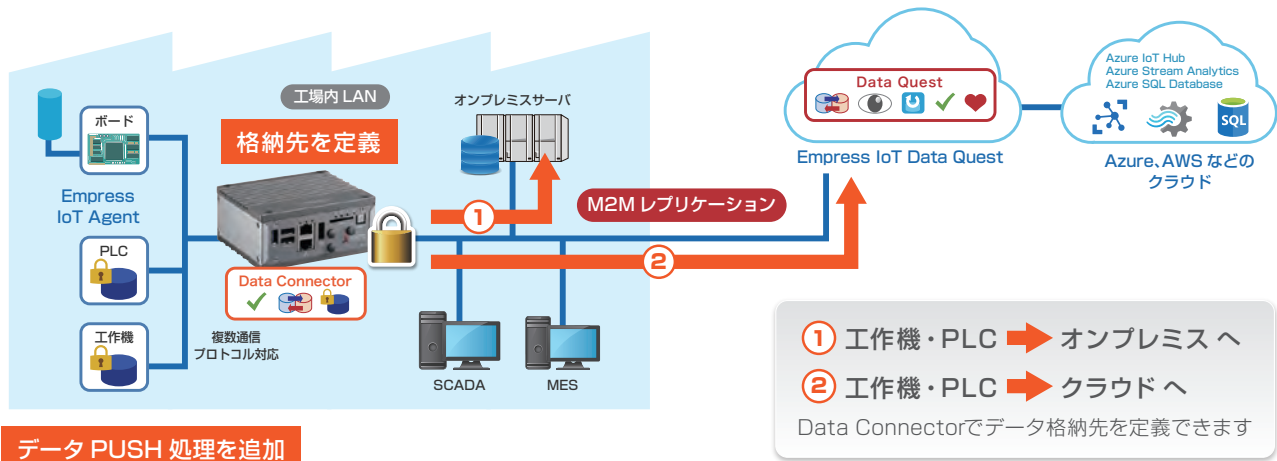 工場内 LAN
オンプレミスサーバ
ボード
格納先を定義
Empress
IoT Agent
PLC
工作機
Data Connector
複数通信
プロトコル対応
①
②
M2M レプリケーション
SCADA
MES
Data Quest
Empress IoT Data Quest
Azure IoT Hub
Azure Stream Analytics
Azure SQL Database
SQL
Azure、AWS などの
クラウド
① 工作機・PLC オンプレミス へ
② 工作機・PLC クラウド へ
Data Connectorでデータ格納先を定義できます
データ PUSH 処理を追加